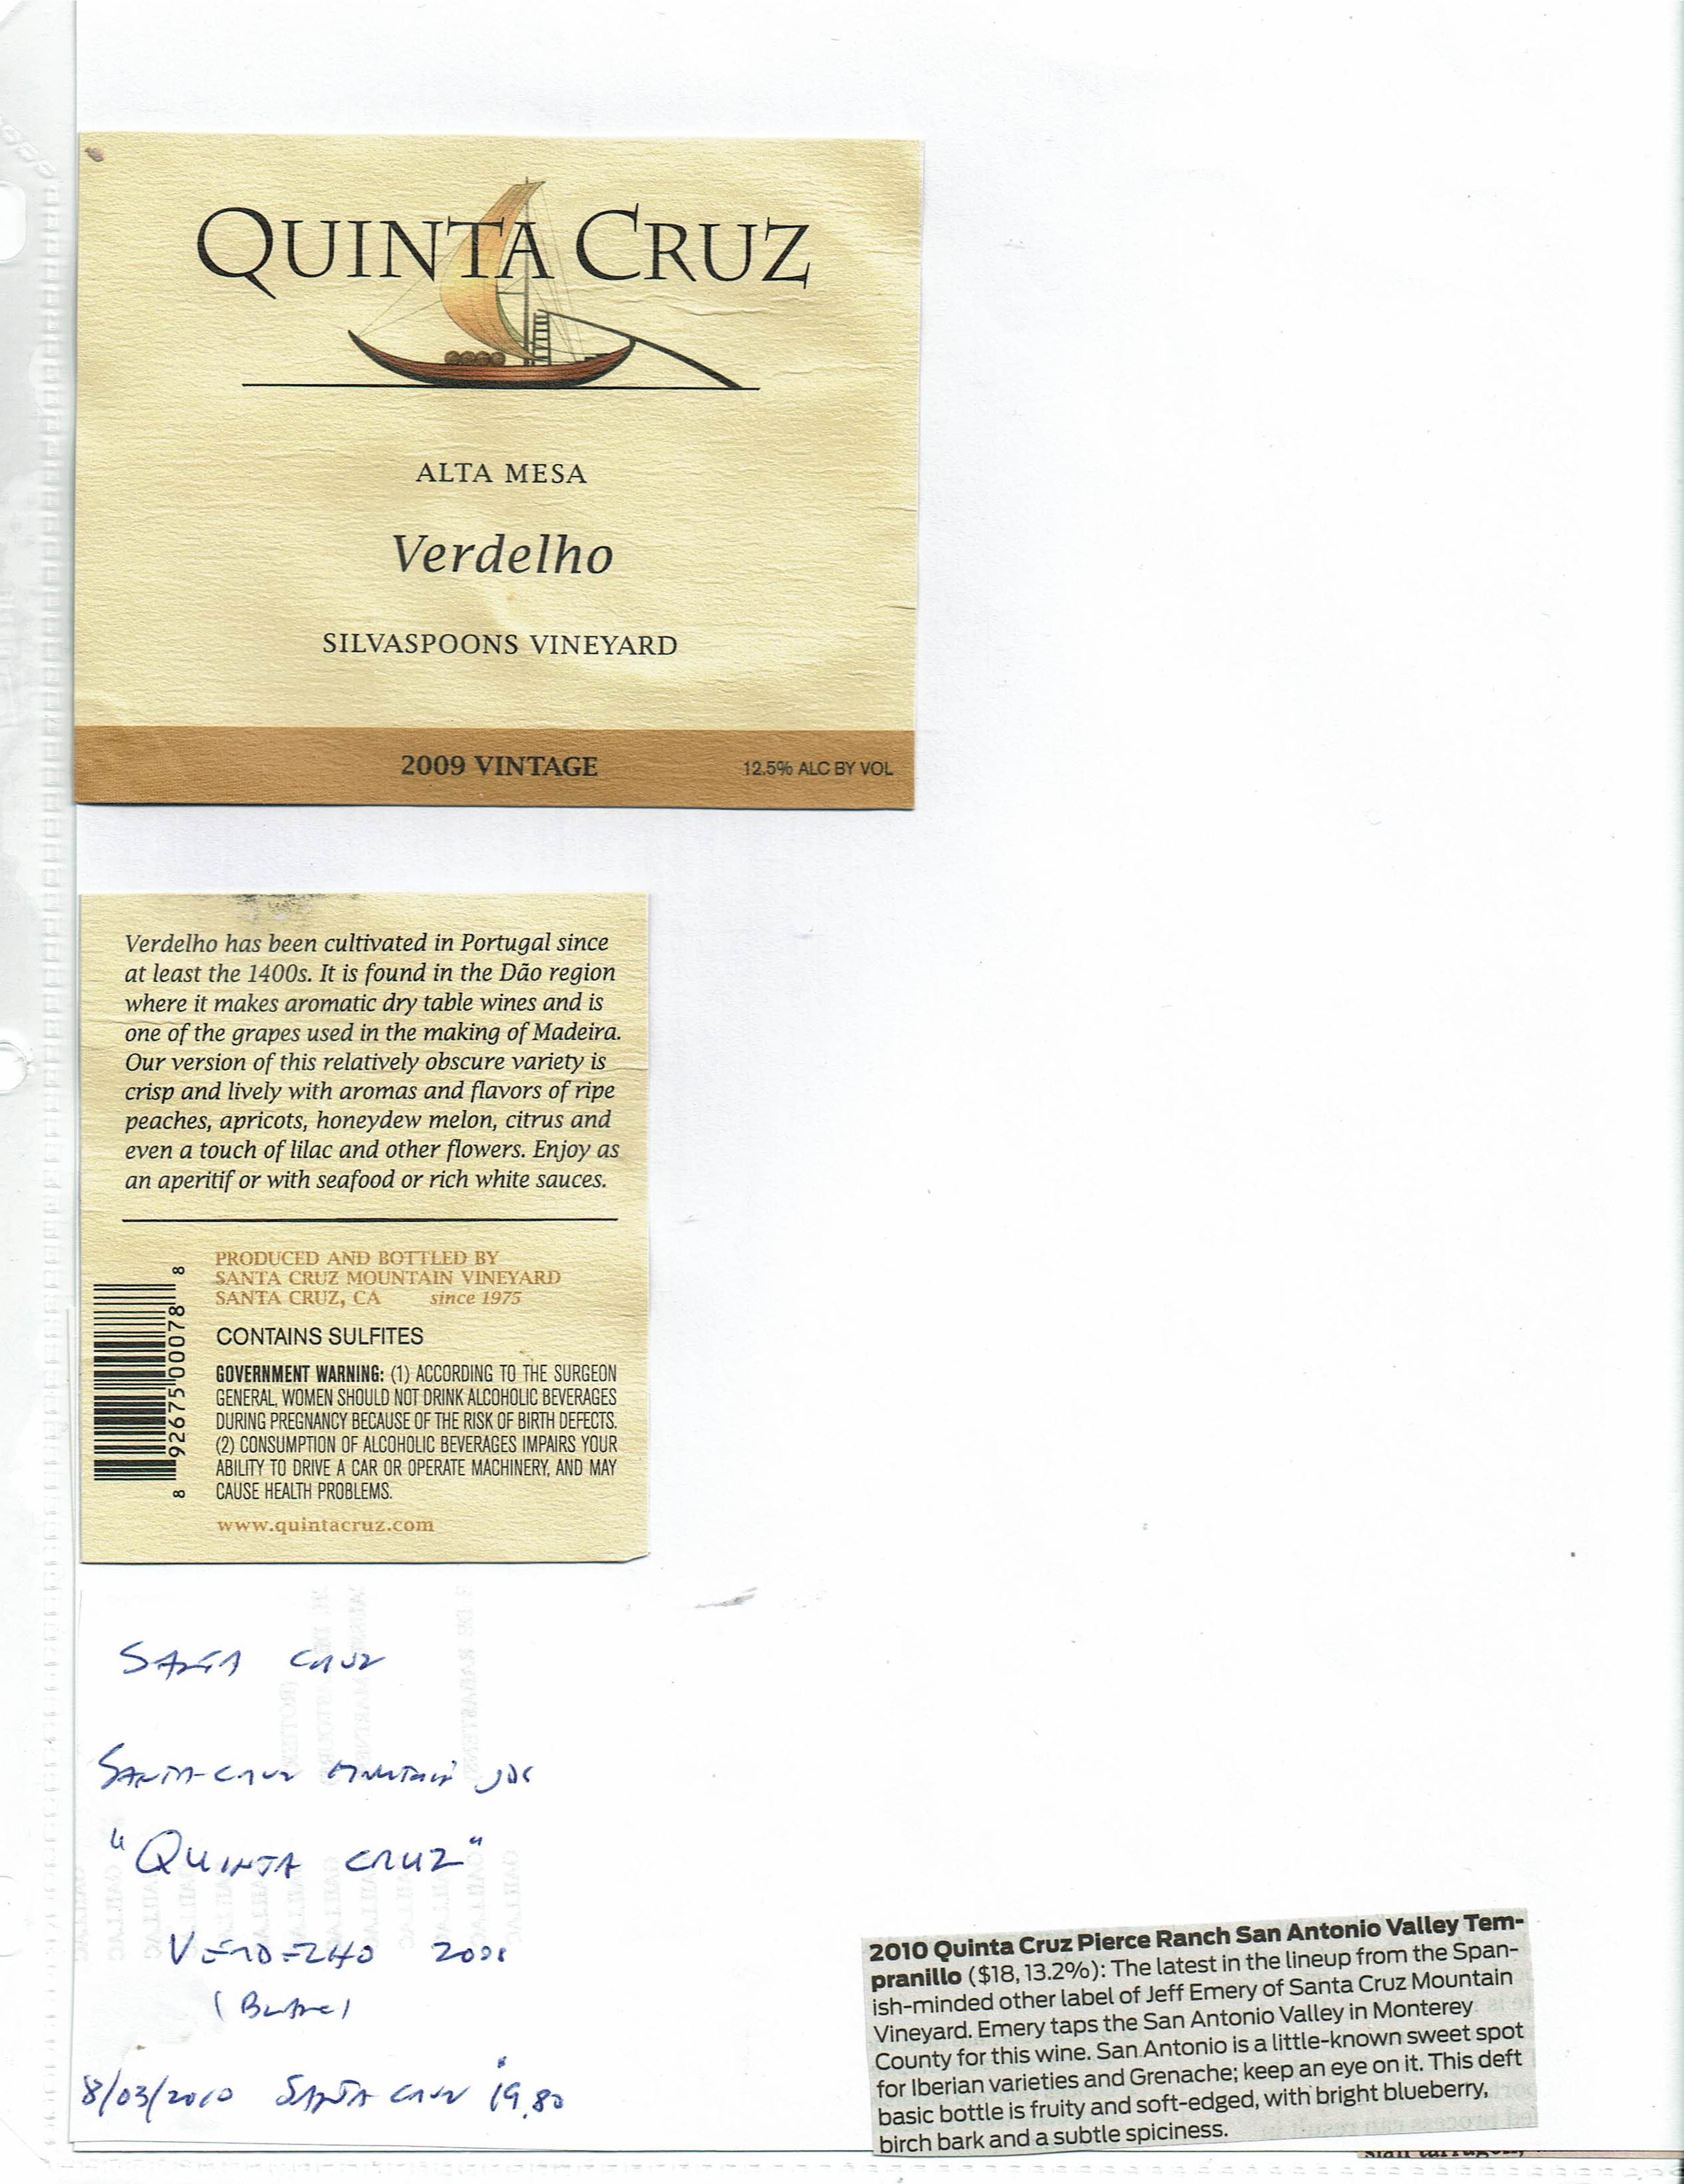 QUINTA CRUZ
ALTA MESA
Verdelho
SILVASPOONS VINEYARD
2009 VINTAGE 12.5% ALC BY VOL
Verdelho has been cultivated in Portugal since
at least the 1400s. It is found in the Dão region
where it makes aromatic dry table wines and is
one of the grapes used in the making of Madeira.
Our version of this relatively obscure variety is
crisp and lively with aromas and flavors of ripe
peaches, apricots, honeydew melon, citrus and
even a touch of lilac and other flowers. Enjoy as
an aperitif or with seafood or rich white sauces.
PRODUCED AND BOTTLED BY
SANTA CRUZ MOUNTAIN VINEYARD
SANTA CRUZ, CA since 1975
CONTAINS SULFITES
GOVERNMENT WARNING: (1) ACCORDING TO THE SURGEON
GENERAL, WOMEN SHOULD NOT DRINK ALCOHOLIC BEVERAGES
DURING PREGNANCY BECAUSE OF THE RISK OF BIRTH DEFECTS.
(2) CONSUMPTION OF ALCOHOLIC BEVERAGES IMPAIRS YOUR
ABILITY TO DRIVE A CAR OR OPERATE MACHINERY, AND MAY
CAUSE HEALTH PROBLEMS.
www.quintacruz.com
8 92675 00078 8
SANTA CRUZ
SANTA-CRUZ MOUNTAIN
"QUINTA CRUZ"
VERDELHO
8/03/2010 SANTA CRUZ 19.80
2010 Quinta Cruz Pierce Ranch San Antonio Valley Tem-
pranillo ($18, 13.2%): The latest in the lineup from the Span-
ish-minded other label of Jeff Emery of Santa Cruz Mountain
Vineyard. Emery taps the San Antonio Valley in Monterey
County for this wine. San Antonio is a little-known sweet spot
for Iberian varieties and Grenache; keep an eye on it. This deft
basic bottle is fruity and soft-edged, with bright blueberry,
birch bark and a subtle spiciness.